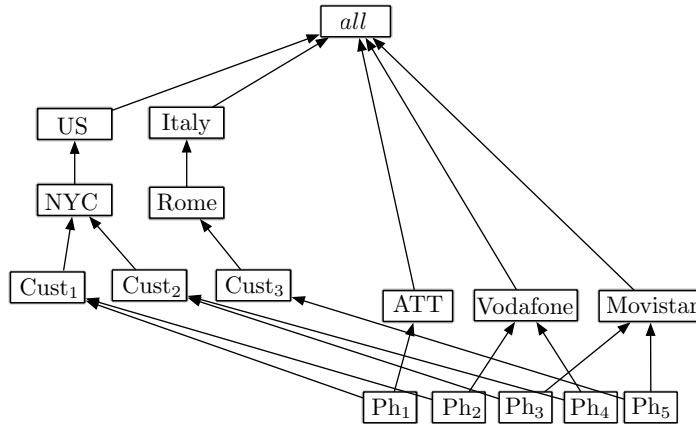 all
US
Italy
NYC
Rome
Cust₁
Cust₂
Cust₃
ATT
Vodafone
Movistar
Ph₁
Ph₂
Ph₃
Ph₄
Ph₅